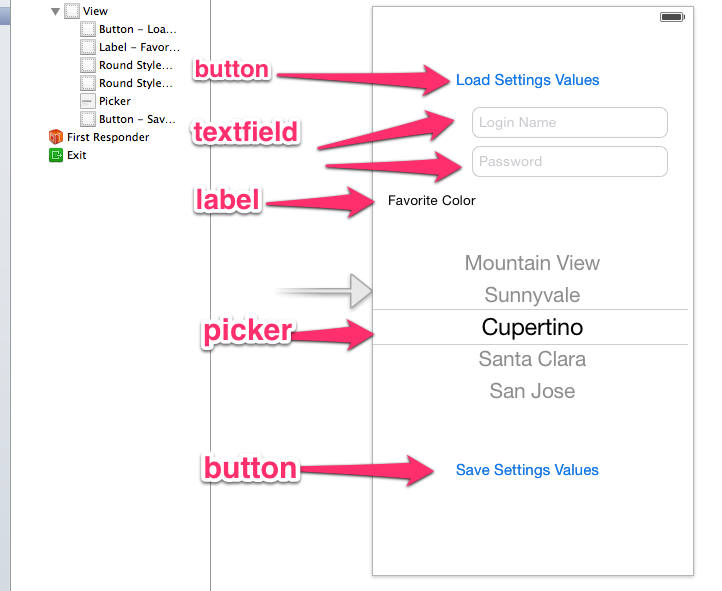 View
Button – Loa...
Label – Favor...
Round Style...
Round Style...
Picker
Button – Sav...
First Responder
Exit
button
Load Settings Values
textfield
Login Name
Password
label
Favorite Color
Mountain View
Sunnyvale
picker
Cupertino
Santa Clara
San Jose
button
Save Settings Values